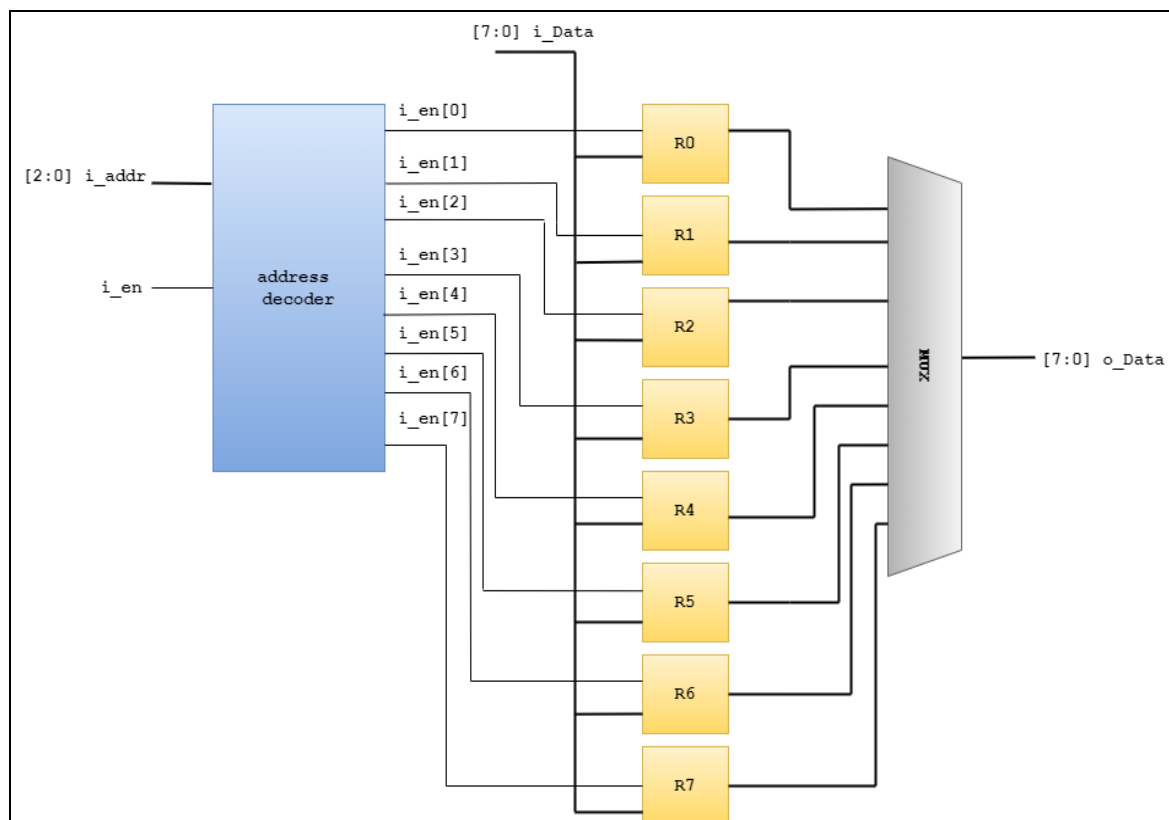 [7:0] i_Data
i_en[0]
R0
i_en[1]
[2:0] i_addr
i_en[2]
R1
i_en[3]
address
decoder
i_en
i_en[4]
R2
i_en[5]
[7:0] o_Data
MUX
i_en[6]
i_en[7]
R3
R4
R5
R6
R7